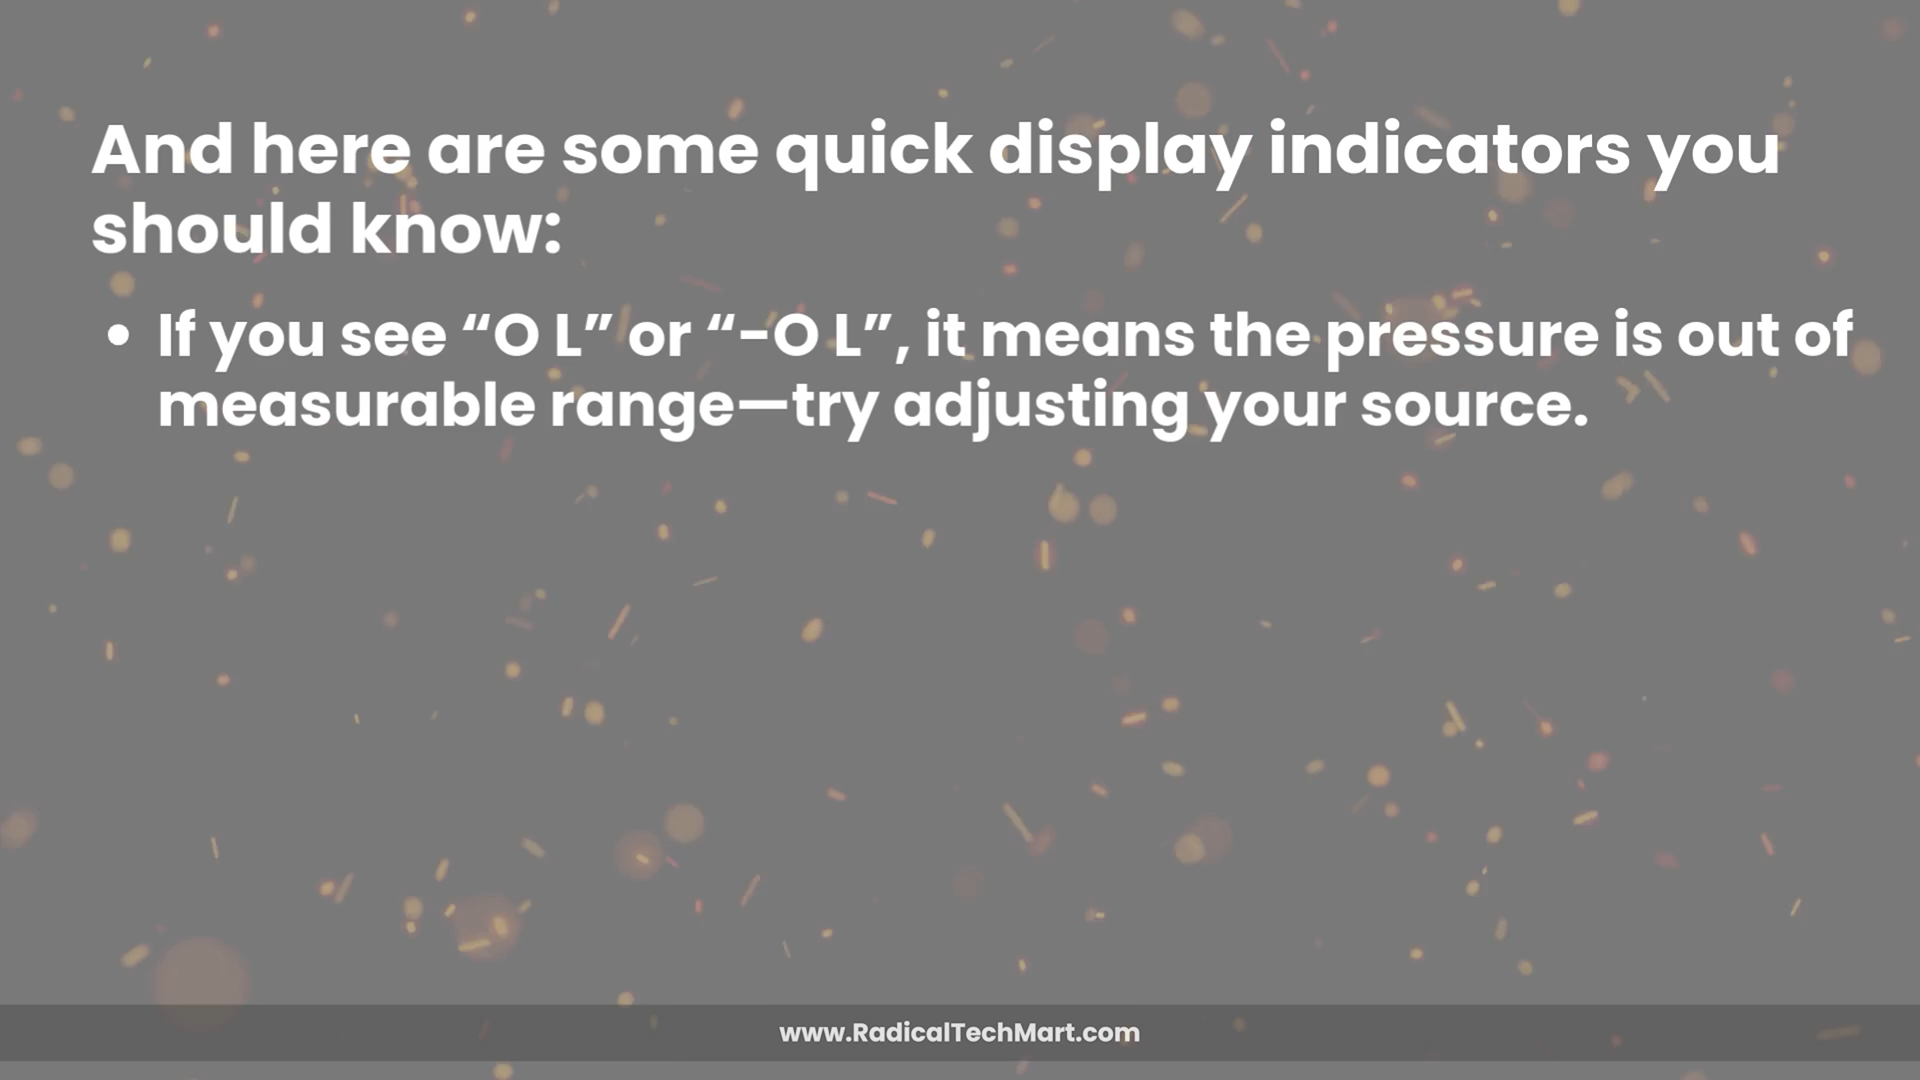 And here are some quick display indicators you
should know:
• If you see “O L” or “-O L”, it means the pressure is out of
measurable range—try adjusting your source.
www.RadicalTechMart.com